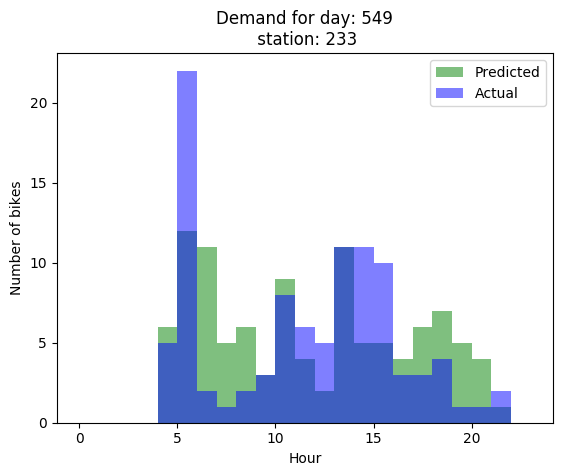 Demand for day: 549
station: 233
Predicted
Actual
Number of bikes
20
15
10
5
0
0
5
10
15
20
Hour